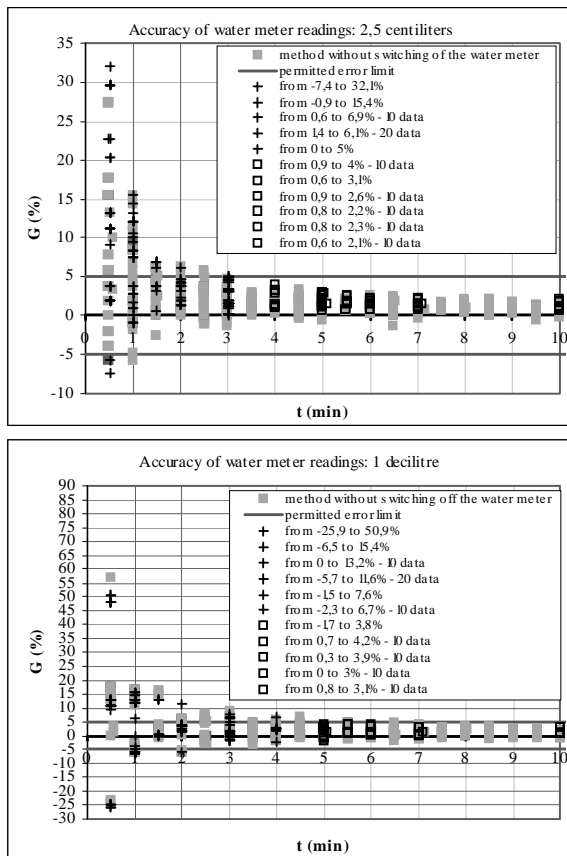 Accuracy of water meter readings: 2,5 centiliters
35
30
25
20
15
10
5
0
-5
-10
G (%)
method without switching of the water meter
permitted error limit
from -7,4 to 32,1%
from -0,9 to 15,4%
from 0,6 to 6,9% - 10 data
from 1,4 to 6,1% - 20 data
from 0 to 5%
from 0,9 to 4% - 10 data
from 0,6 to 3,1%
from 0,9 to 2,6% - 10 data
from 0,8 to 2,2% - 10 data
from 0,8 to 2,3% - 10 data
from 0,6 to 2,1% - 10 data
0 1 2 3 4 5 6 7 8 9 10
t (min)
Accuracy of water meter readings: 1 decilitre
90
85
80
75
70
65
60
55
50
45
40
35
30
25
20
15
10
5
0
-5
-10
-15
-20
-25
-30
G (%)
method without switching off the water meter
permitted error limit
from -25,9 to 50,9%
from -6,5 to 15,4%
from 0 to 13,2% - 10 data
from -5,7 to 11,6% - 20 data
from -1,5 to 7,6%
from -2,3 to 6,7% - 10 data
from -1,7 to 3,8%
from 0,7 to 4,2% - 10 data
from 0,3 to 3,9% - 10 data
from 0 to 3% - 10 data
from 0,8 to 3,1% - 10 data
0 1 2 3 4 5 6 7 8 9 10
t (min)